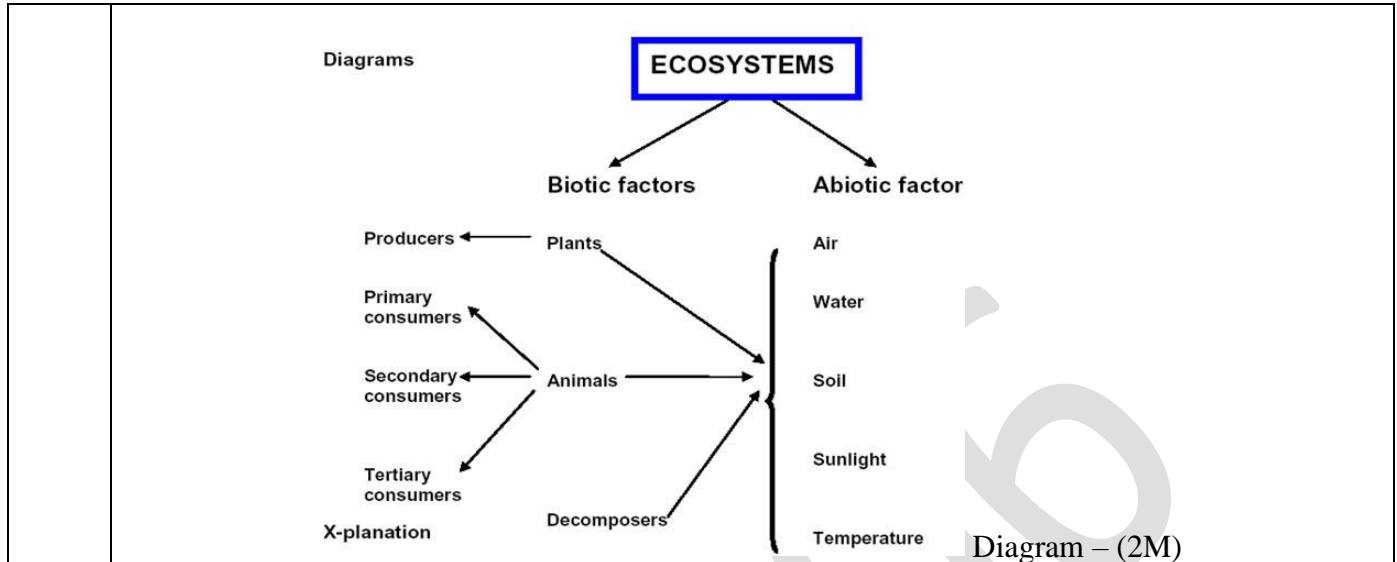 Diagrams
ECOSYSTEMS
Biotic factors
Abiotic factor
Producers
Plants
Air
Primary
consumers
Water
Secondary
consumers
Animals
Soil
Sunlight
Tertiary
consumers
X-planation
Decomposers
Temperature
Diagram – (2M)